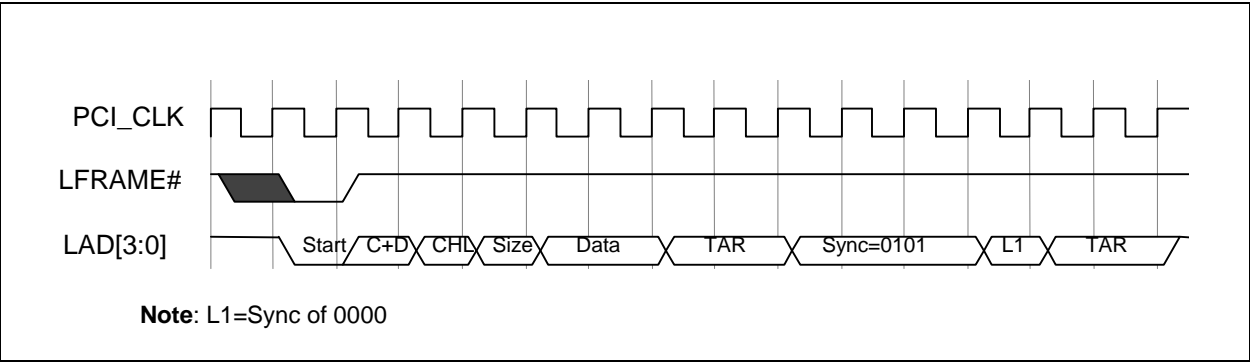 PCI_CLK
LFRAME#
LAD[3:0] Start C+D CHL Size Data TAR Sync=0101 L1 TAR
Note: L1=Sync of 0000